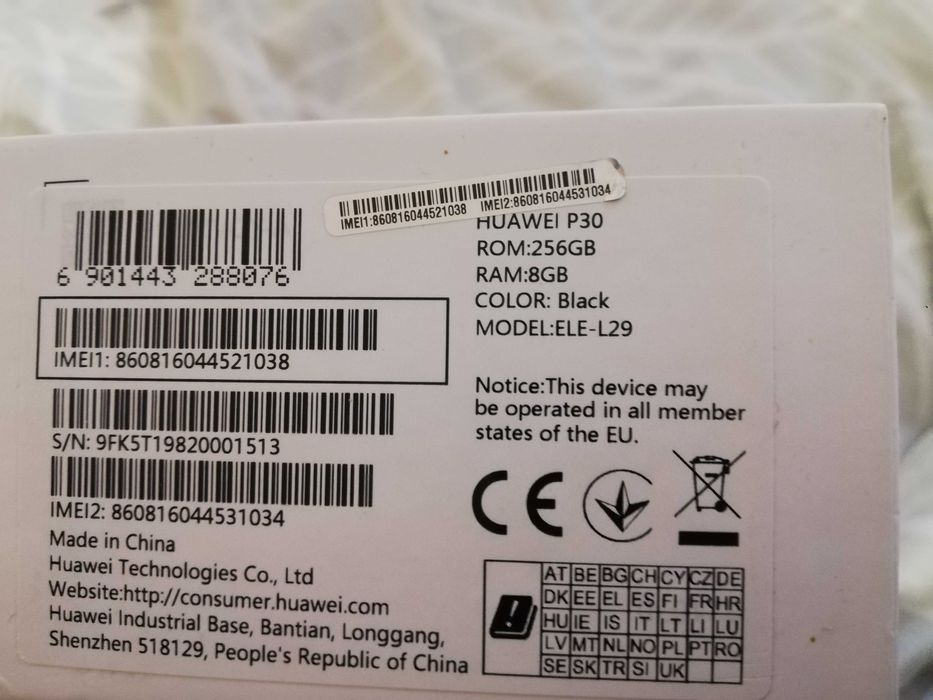 IMEI1:860816044521038 IMEI2:860816044531034
6 901443 288076
IMEI1: 860816044521038
S/N: 9FK5T19820001513
IMEI2: 860816044531034
Made in China
Huawei Technologies Co., Ltd
Website:http://consumer.huawei.com
Huawei Industrial Base, Bantian, Longgang,
Shenzhen 518129, People's Republic of China
HUAWEI P30
ROM:256GB
RAM:8GB
COLOR: Black
MODEL:ELE-L29
Notice:This device may
be operated in all member
states of the EU.
CE
AT BE BG CH CY CZ DE
DK EE EL ES FI FR HR
HU IE IS IT LT LI LU
LV MT NL NO PL PT RO
SE SK TR SI UK